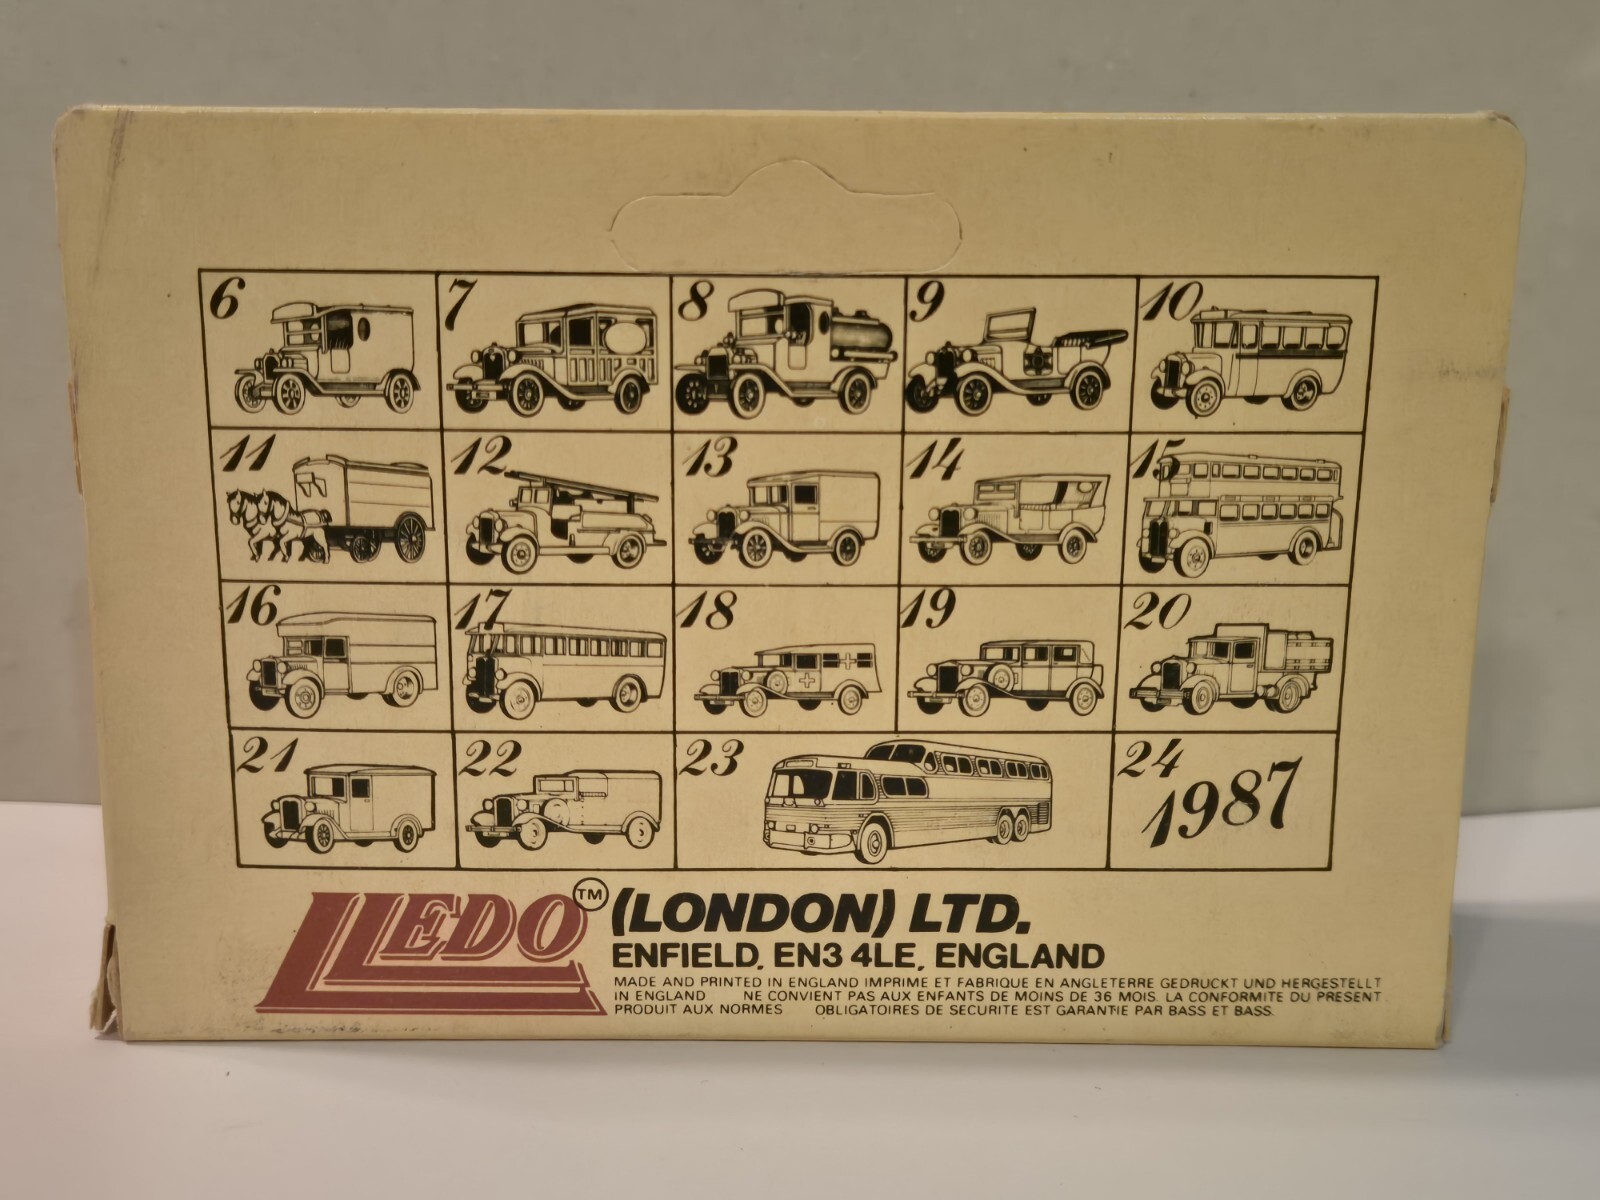 6 7 8 9 10
11 12 13 14 15
16 17 18 19 20
21 22 23 24 1987
LLEDO TM (LONDON) LTD.
ENFIELD, EN3 4LE, ENGLAND
MADE AND PRINTED IN ENGLAND IMPRIME ET FABRIQUE EN ANGLETERRE GEDRUCKT UND HERGESTELLT
IN ENGLAND NE CONVIENT PAS AUX ENFANTS DE MOINS DE 36 MOIS. LA CONFORMITE DU PRESENT
PRODUIT AUX NORMES OBLIGATOIRES DE SECURITE EST GARANTIE PAR BASS ET BASS.